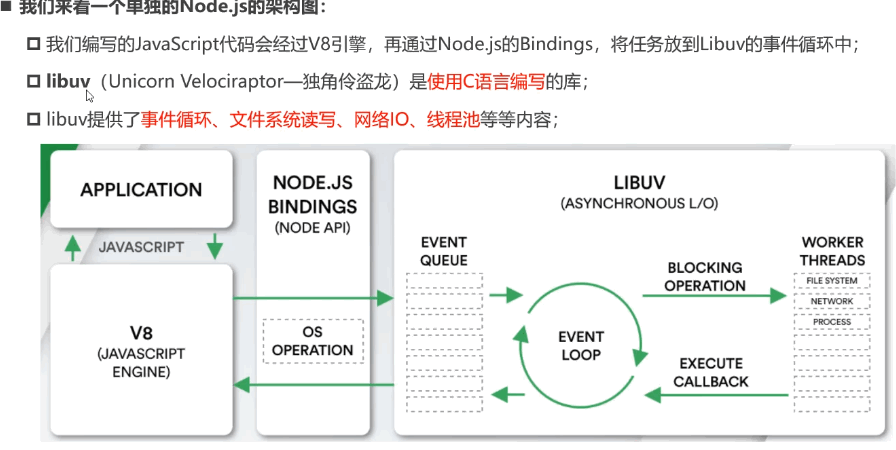 我们来看一个单独的Node.js的架构图：
我们编写的JavaScript代码会经过V8引擎，再通过Node.js的Bindings，将任务放到Libuv的事件循环中；
libuv（Unicorn Velociraptor—独角伶盗龙）是使用C语言编写的库；
libuv提供了事件循环、文件系统读写、网络IO、线程池等等内容；
APPLICATION
JAVASCRIPT
V8
(JAVASCRIPT
ENGINE)
NODE.JS
BINDINGS
(NODE API)
OS
OPERATION
LIBUV
(ASYNCHRONOUS L/O)
EVENT
QUEUE
EVENT
LOOP
BLOCKING
OPERATION
EXECUTE
CALLBACK
WORKER
THREADS
FILE SYSTEM
NETWORK
PROCESS